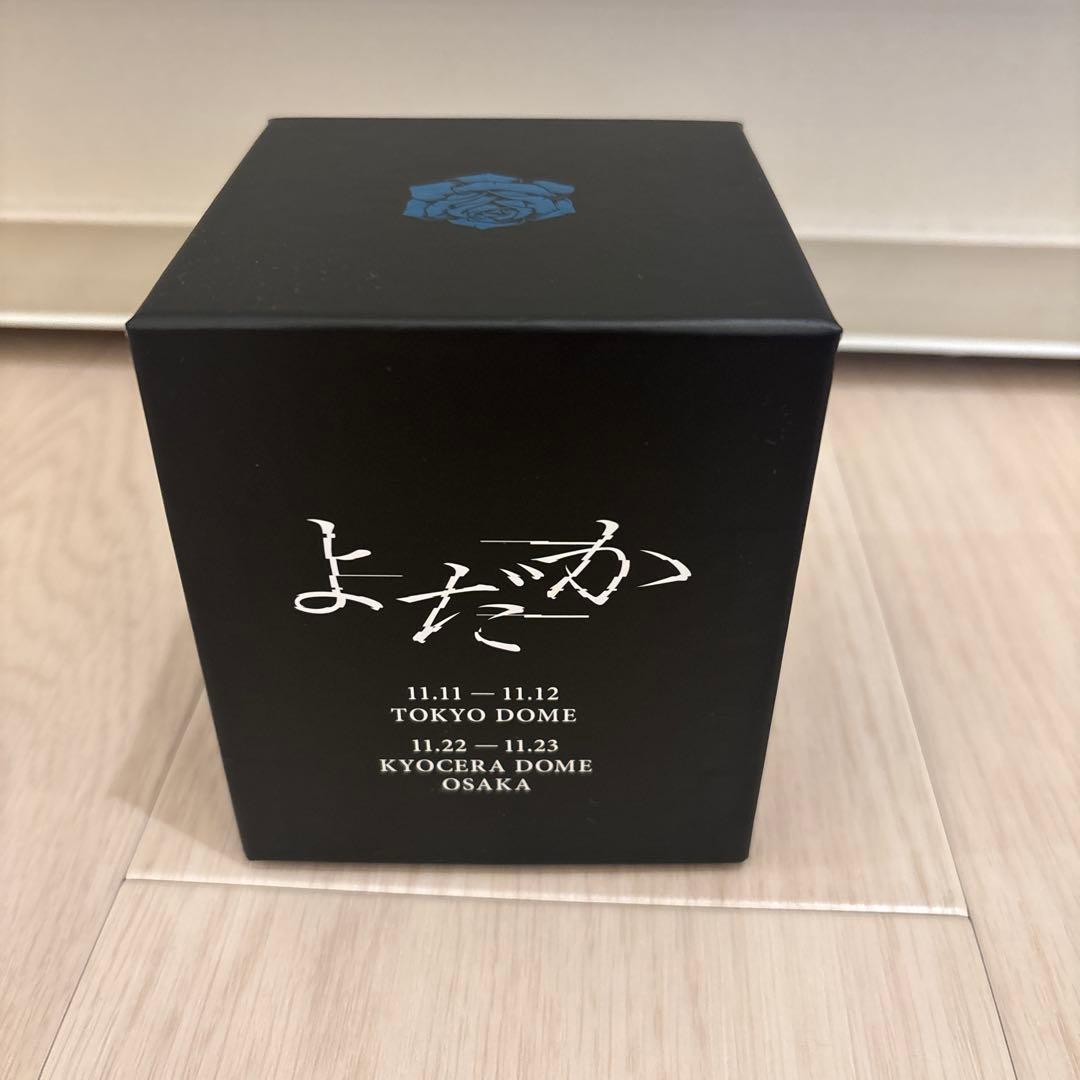 よだか
11.11 — 11.12
TOKYO DOME
11.22 — 11.23
KYOCERA DOME
OSAKA